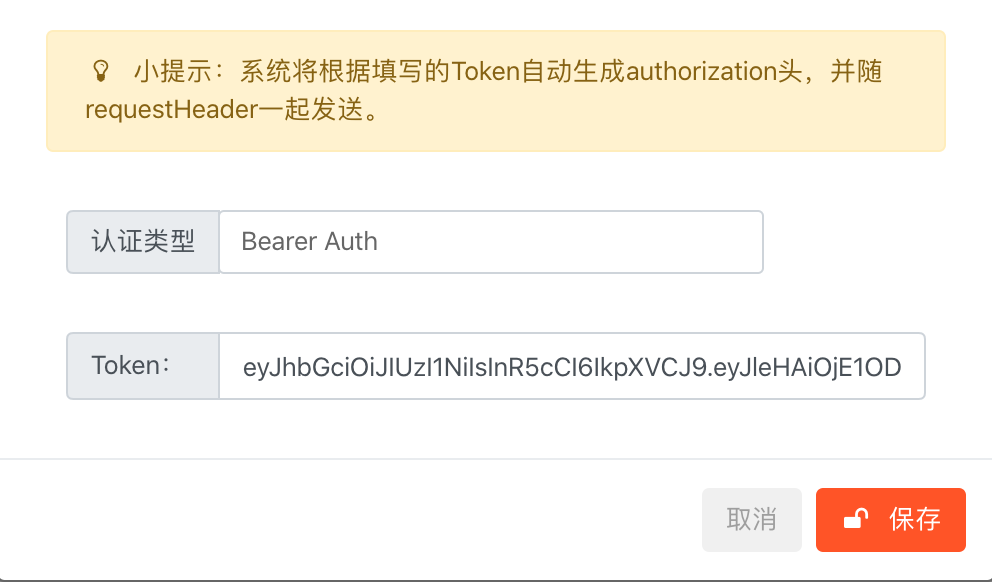 小提示：系统将根据填写的Token自动生成authorization头，并随
requestHeader一起发送。
认证类型 Bearer Auth
Token： eyJhbGciOiJIUzI1NiIsInR5cCI6IkpXVCJ9.eyJleHAiOjE1OD
取消 保存